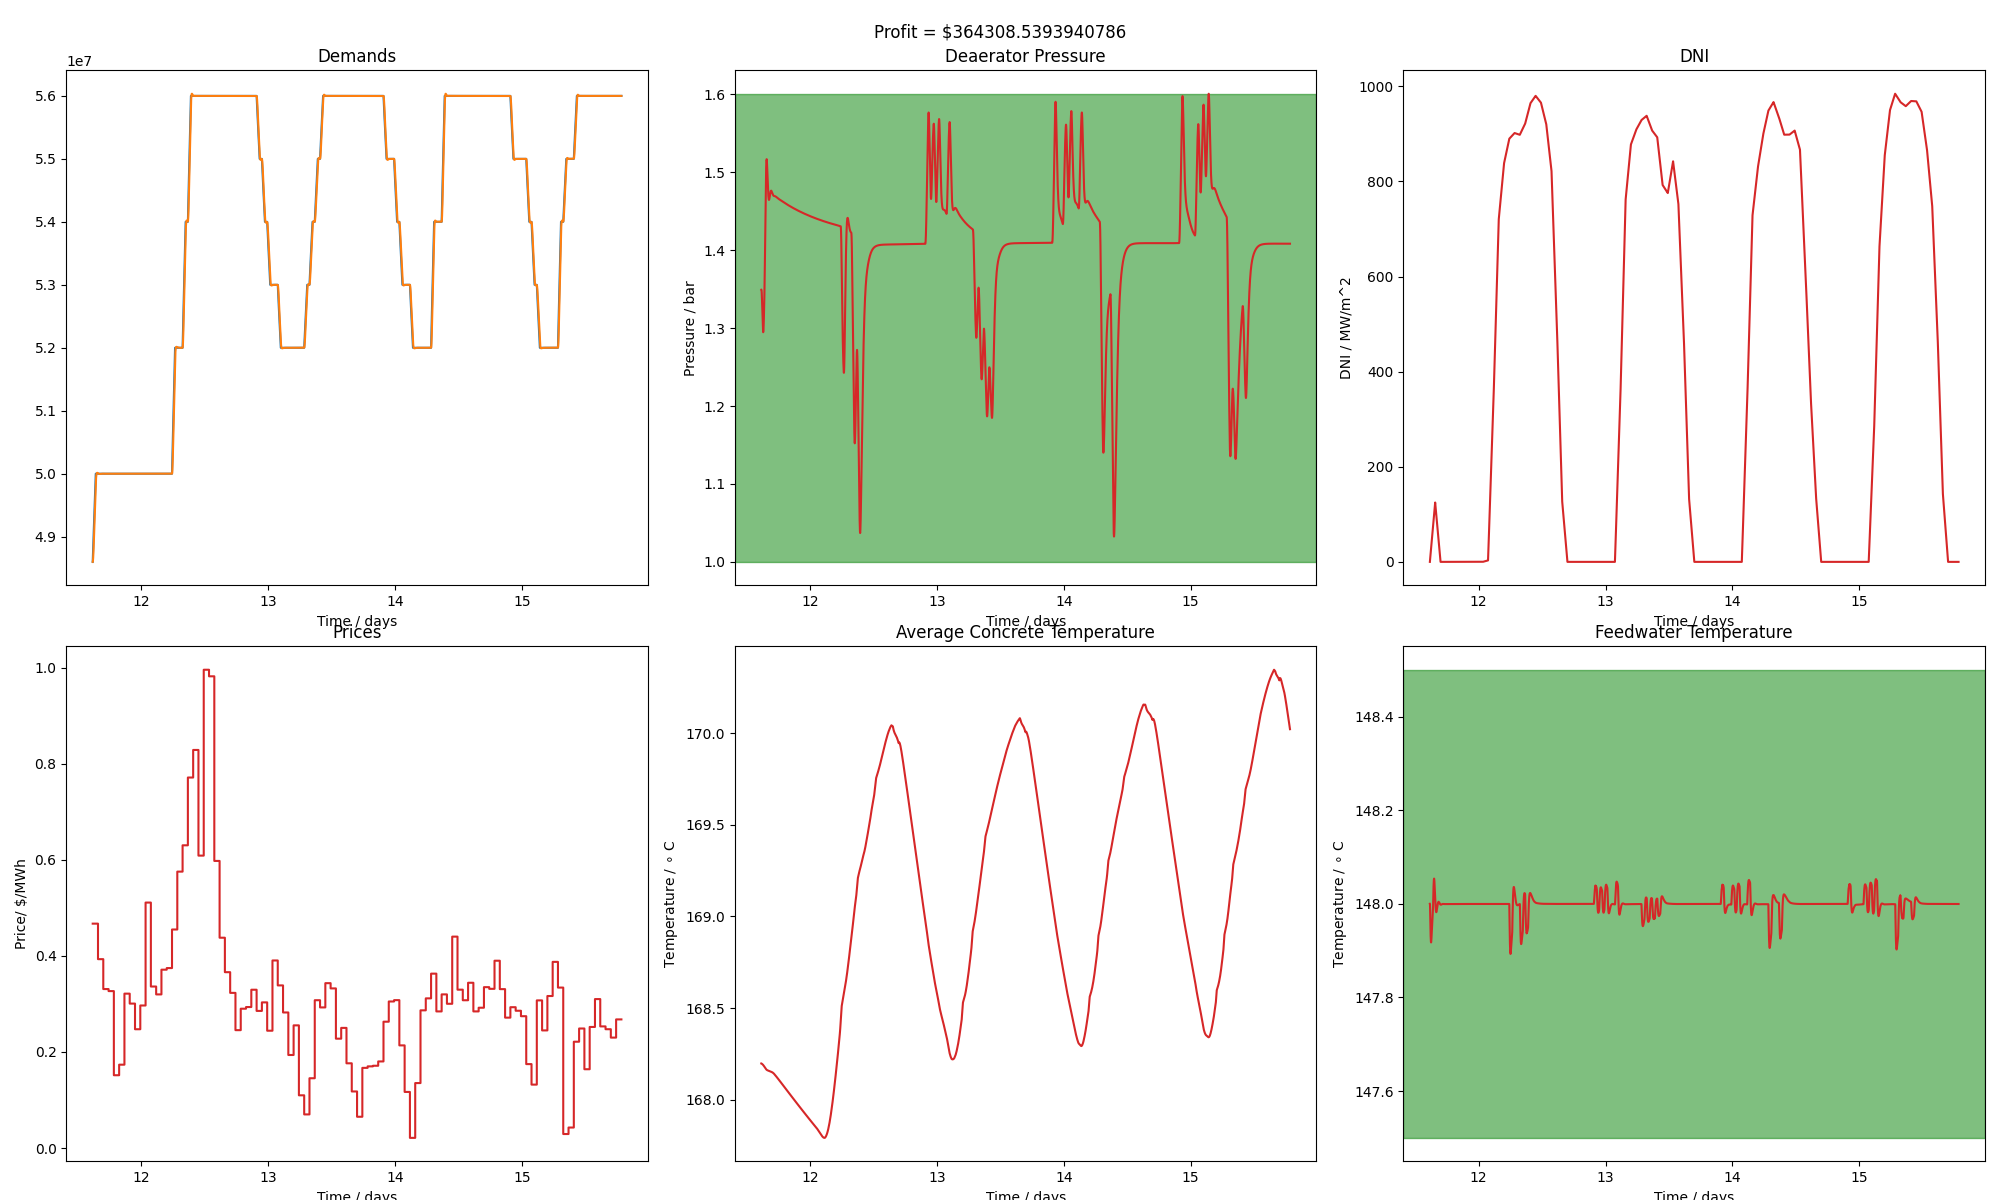 Profit = $364308.5393940786
Demands
1e7
5.6
5.5
5.4
5.3
5.2
5.1
5.0
4.9
12 13 14 15
Time / days
Deaerator Pressure
Pressure / bar
1.6
1.5
1.4
1.3
1.2
1.1
1.0
12 13 14 15
Time / days
DNI
DNI / MW/m^2
1000
800
600
400
200
0
12 13 14 15
Time / days
Prices
Price/ $/MWh
1.0
0.8
0.6
0.4
0.2
0.0
12 13 14 15
Time / days
Average Concrete Temperature
Temperature / ∘ C
170.0
169.5
169.0
168.5
168.0
12 13 14 15
Time / days
Feedwater Temperature
Temperature / ∘ C
148.4
148.2
148.0
147.8
147.6
12 13 14 15
Time / days